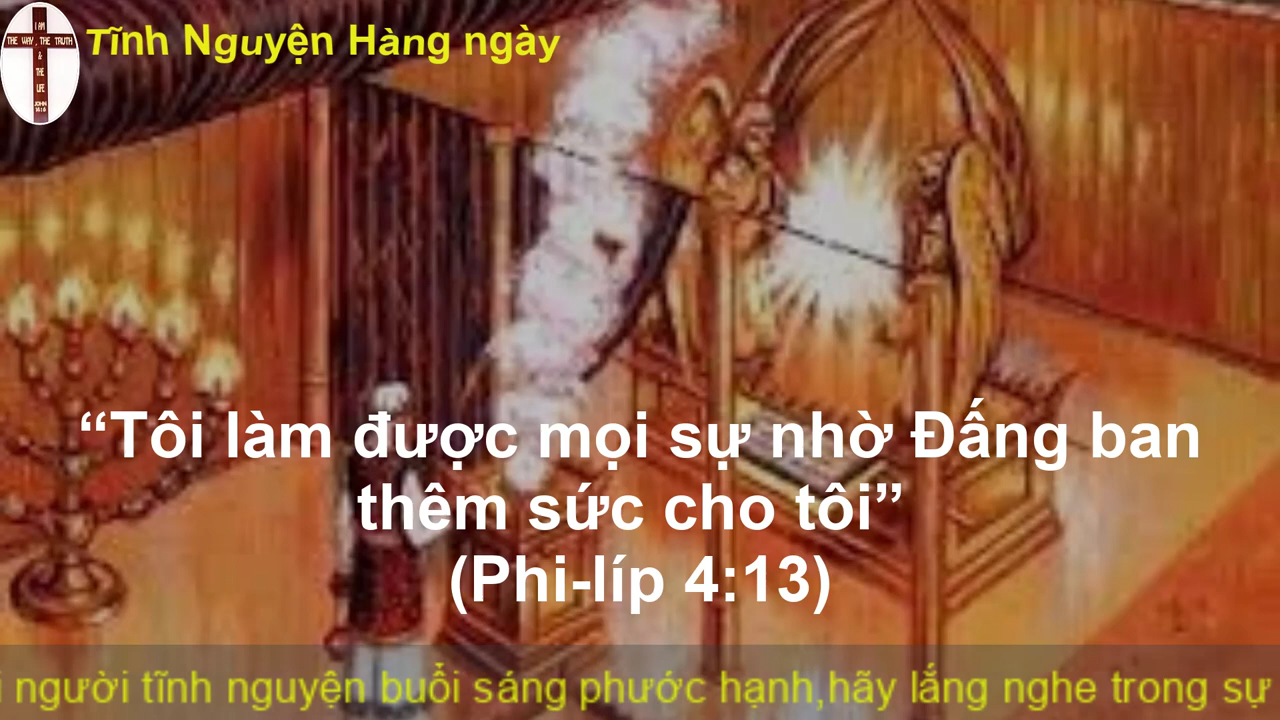 I AM
THE WAY, THE TRUTH
&
THE
LIFE
JOHN
Tĩnh Nguyện Hàng ngày
“Tôi làm được mọi sự nhờ Đấng ban
thêm sức cho tôi”
(Phi-líp 4:13)
người tĩnh nguyện buổi sáng phước hạnh,hãy lắng nghe trong sự